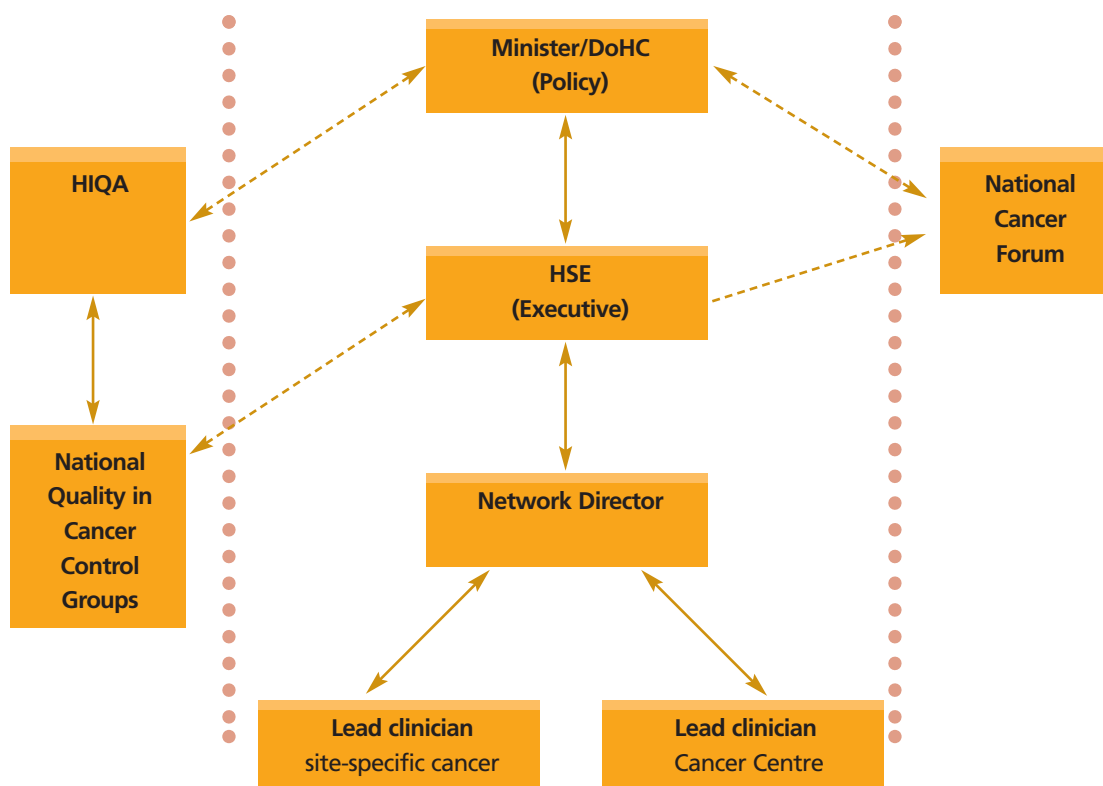 Minister/DoHC
(Policy)
HIQA
National
Cancer
Forum
HSE
(Executive)
National
Quality in
Cancer
Control
Groups
Network Director
Lead clinician
site-specific cancer
Lead clinician
Cancer Centre